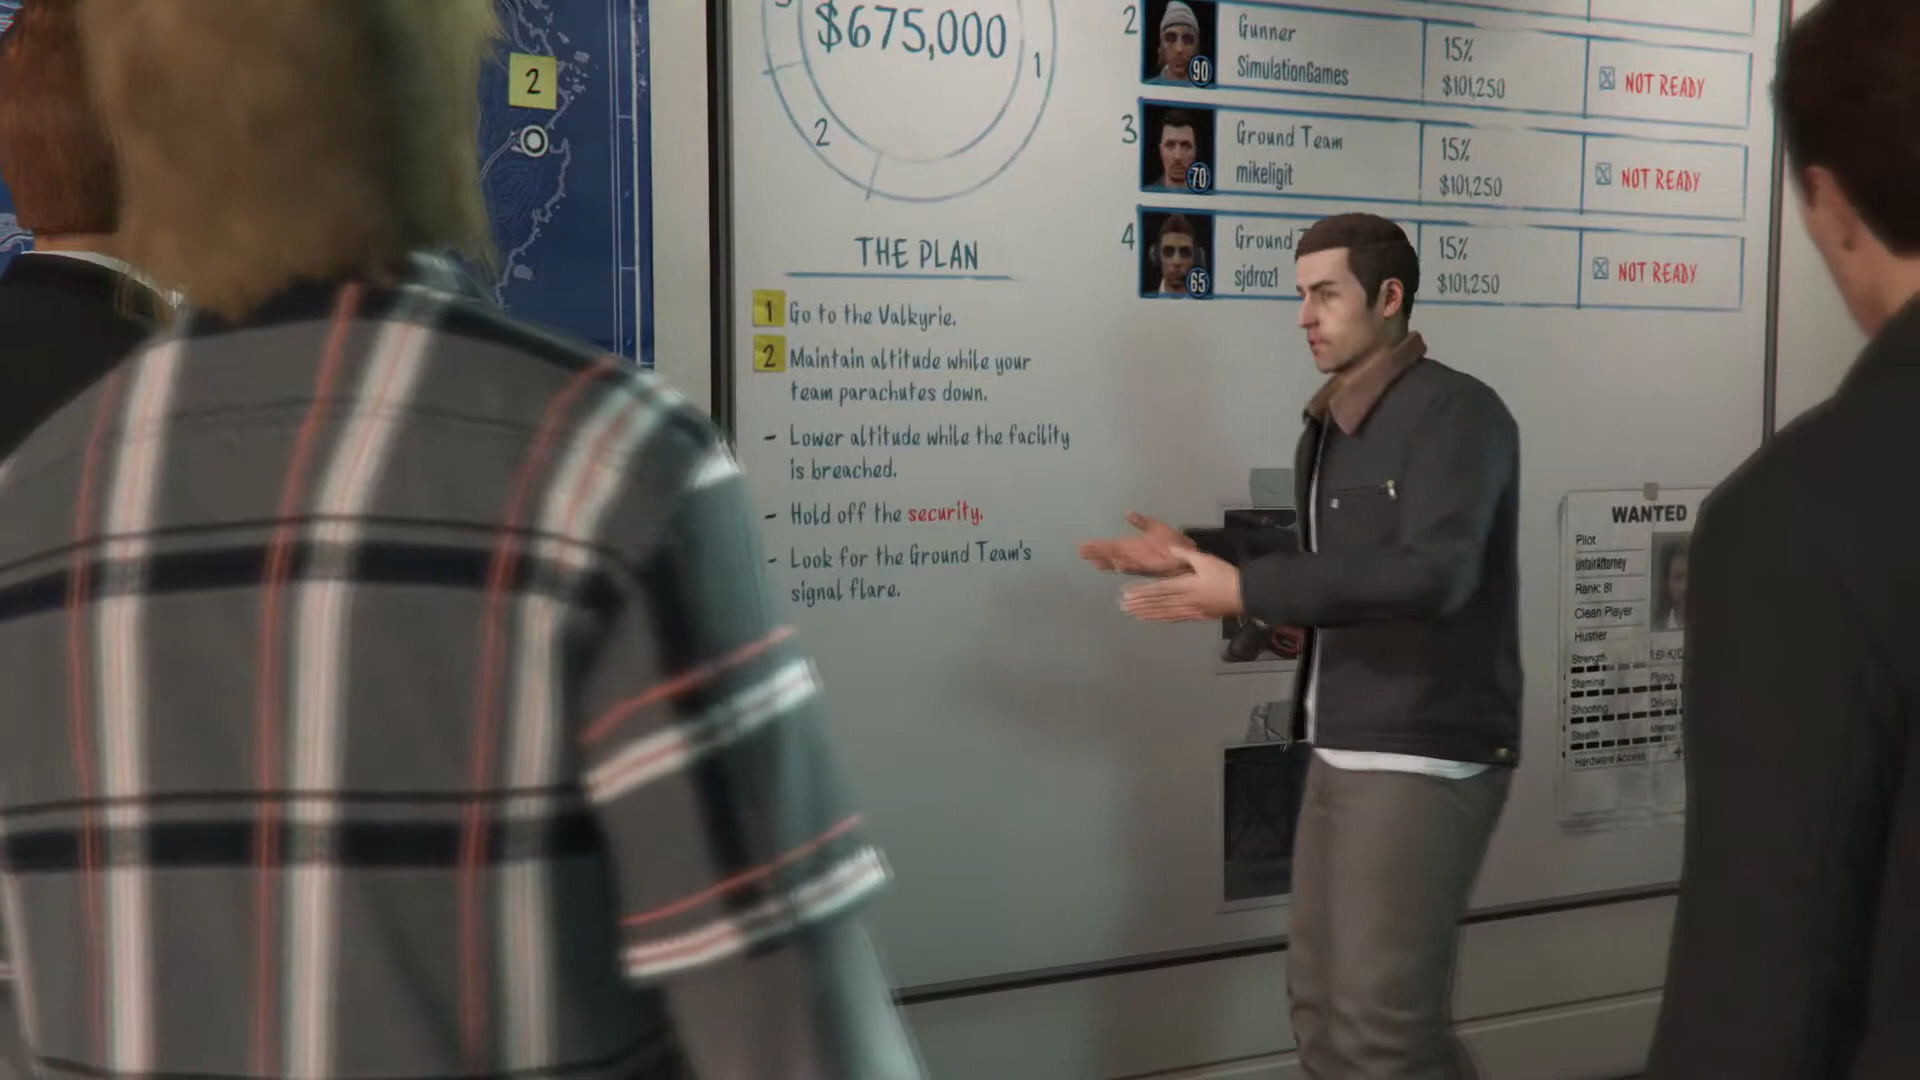 2
$675,000
1
2
2
Gunner
SimulationGames
90
15%
$101,250
NOT READY
3
Ground Team
mikeligit
70
15%
$101,250
NOT READY
4
Ground
sjdroz1
65
15%
$101,250
NOT READY
THE PLAN
1 Go to the Valkyrie.
2 Maintain altitude while your
team parachutes down.
- Lower altitude while the facility
is breached.
- Hold off the security.
- Look for the Ground Team's
signal flare.
WANTED
Pilot
UnfairAttorney
Rank: 81
Clean Player
Hustler
Strength
Stamina
Flying
Shooting
Driving
Stealth
Hardware Access